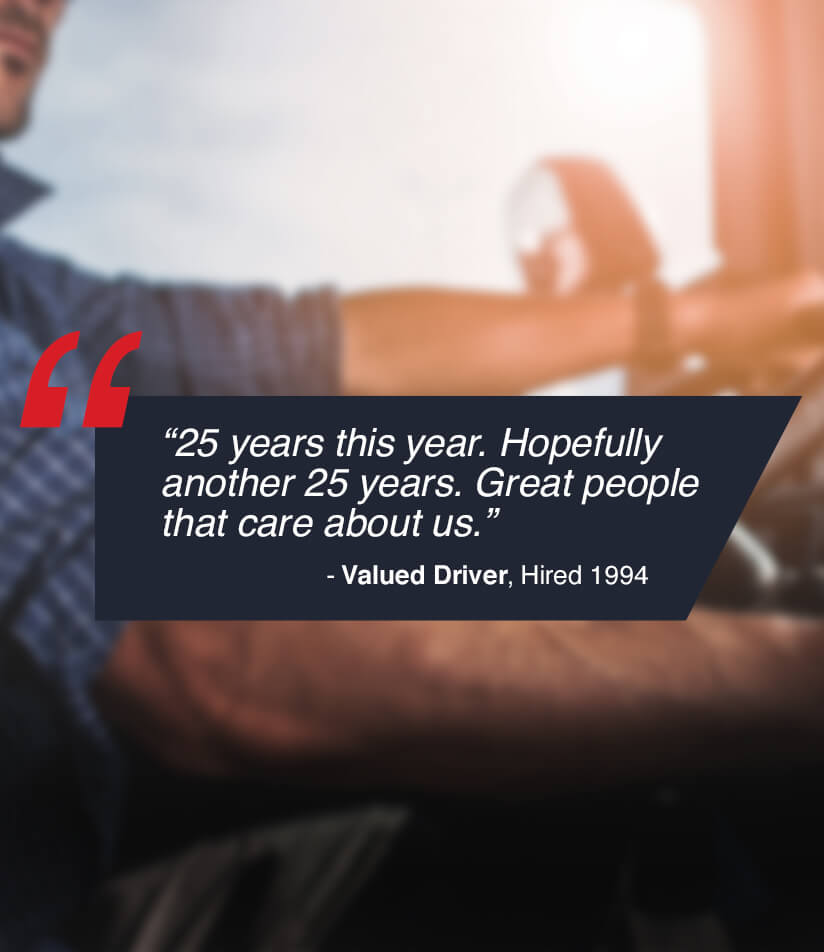 “25 years this year. Hopefully
another 25 years. Great people
that care about us.”
- Valued Driver, Hired 1994